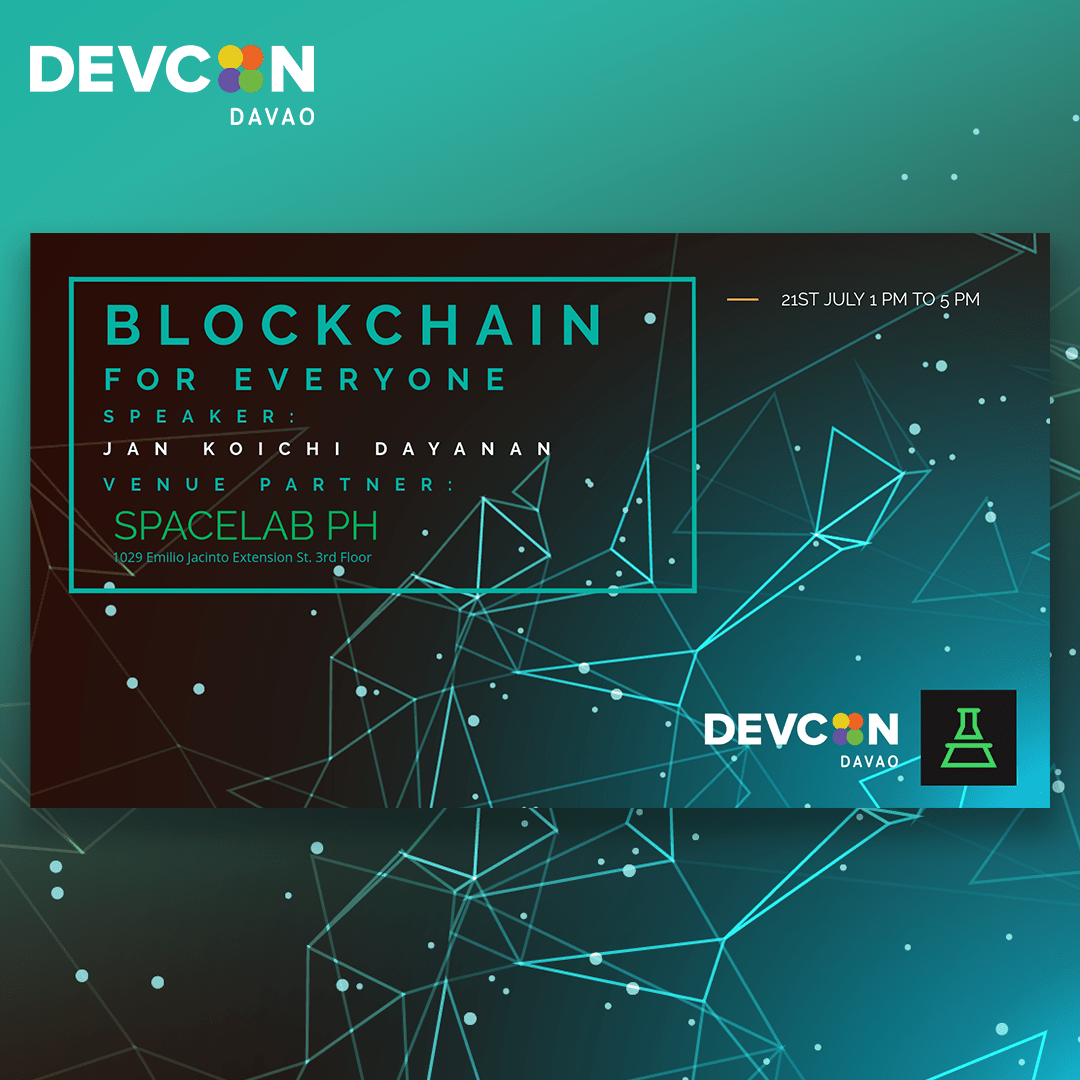 DEVCON
DAVAO
BLOCKCHAIN
FOR EVERYONE
SPEAKER:
JAN KOICHI DAYANAN
VENUE PARTNER:
SPACELAB PH
1029 Emilio Jacinto Extension St. 3rd Floor
21ST JULY 1 PM TO 5 PM
DEVCON
DAVAO